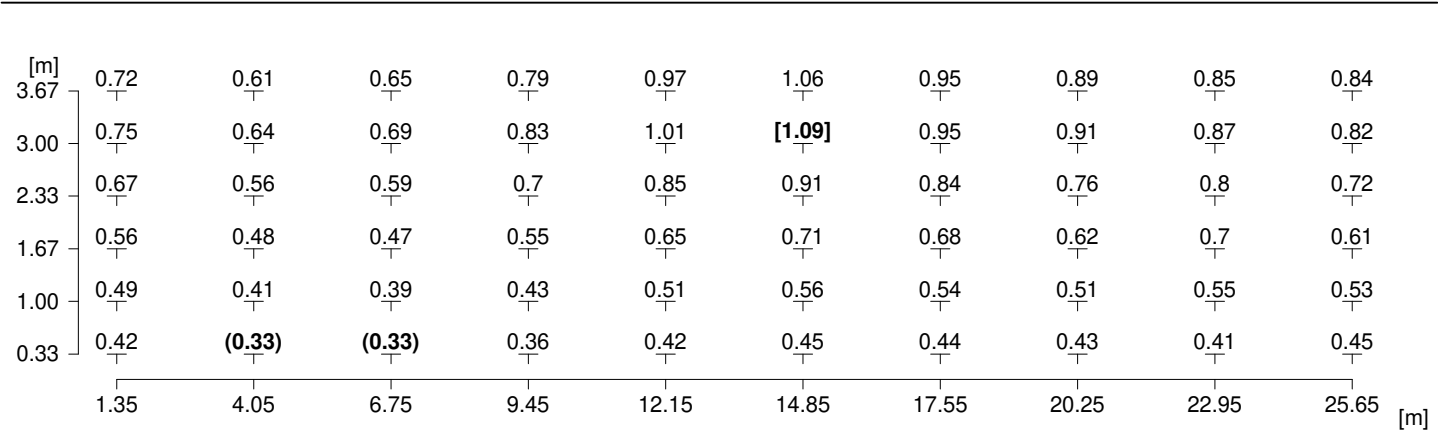 [m]
3.67 0.72 0.61 0.65 0.79 0.97 1.06 0.95 0.89 0.85 0.84
3.00 0.75 0.64 0.69 0.83 1.01 [1.09] 0.95 0.91 0.87 0.82
2.33 0.67 0.56 0.59 0.7 0.85 0.91 0.84 0.76 0.8 0.72
1.67 0.56 0.48 0.47 0.55 0.65 0.71 0.68 0.62 0.7 0.61
1.00 0.49 0.41 0.39 0.43 0.51 0.56 0.54 0.51 0.55 0.53
0.33 0.42 (0.33) (0.33) 0.36 0.42 0.45 0.44 0.43 0.41 0.45
1.35 4.05 6.75 9.45 12.15 14.85 17.55 20.25 22.95 25.65
[m]